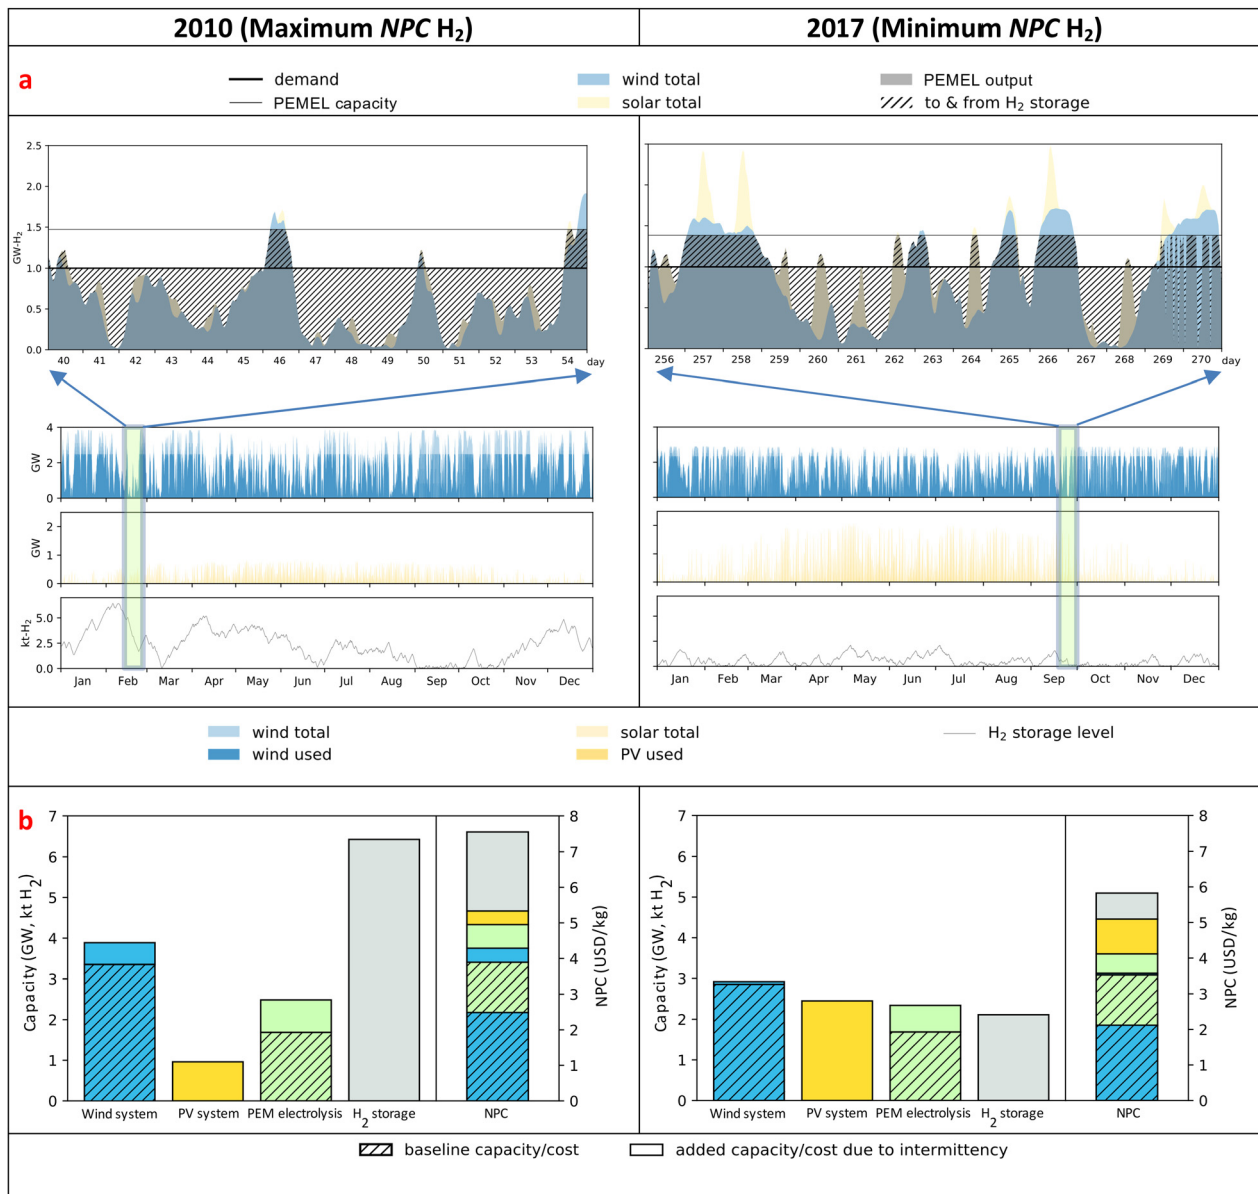 2010 (Maximum NPC H2)
2017 (Minimum NPC H2)
a
demand
wind total
PEMEL output
PEMEL capacity
solar total
to & from H2 storage
2.5
2.0
1.5
1.0
0.5
0.0
GW-H2
40 41 42 43 44 45 46 47 48 49 50 51 52 53 54 day
256 257 258 259 260 261 262 263 264 265 266 267 268 269 270 day
4
2
0
GW
2
1
0
GW
5.0
2.5
0.0
kt-H2
Jan Feb Mar Apr May Jun Jul Aug Sep Oct Nov Dec
Jan Feb Mar Apr May Jun Jul Aug Sep Oct Nov Dec
wind total
solar total
H2 storage level
wind used
PV used
b
7
6
5
4
3
2
1
0
Capacity (GW, kt H2)
8
7
6
5
4
3
2
1
0
NPC (USD/kg)
Wind system PV system PEM electrolysis H2 storage NPC
7
6
5
4
3
2
1
0
Capacity (GW, kt H2)
8
7
6
5
4
3
2
1
0
NPC (USD/kg)
Wind system PV system PEM electrolysis H2 storage NPC
baseline capacity/cost
added capacity/cost due to intermittency